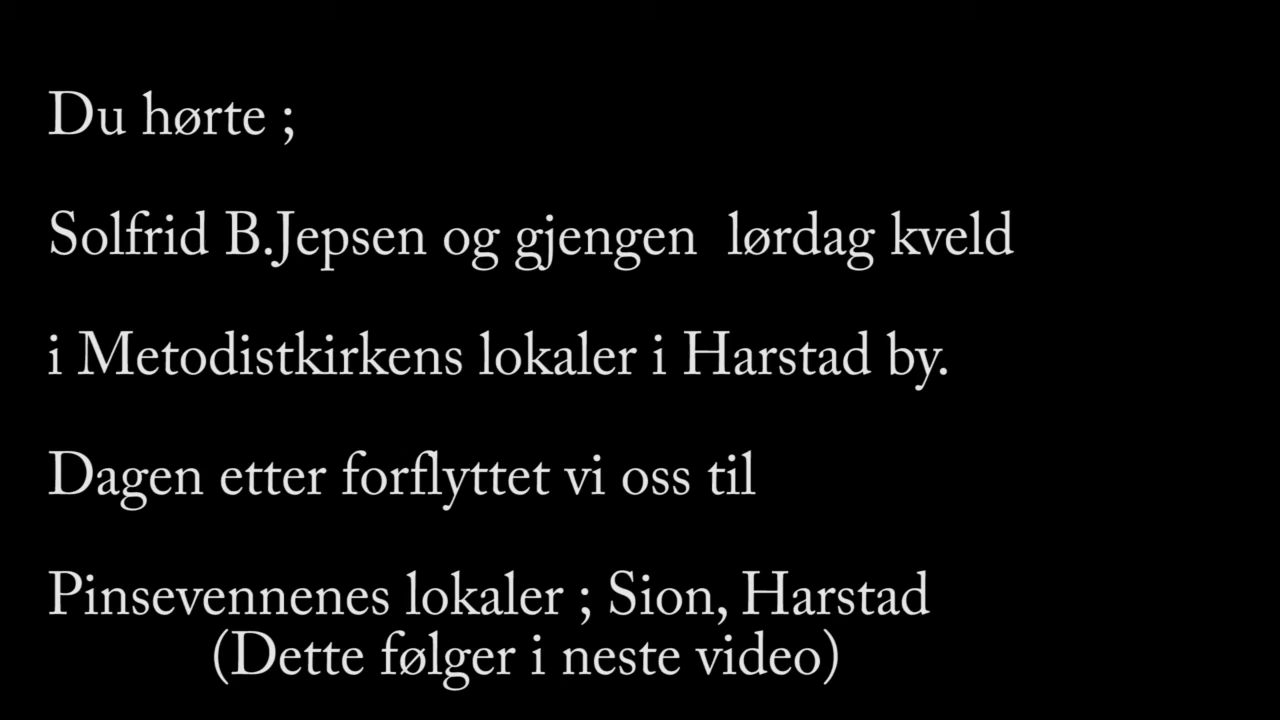 Du hørte ;
Solfrid B.Jepsen og gjengen  lørdag kveld
i Metodistkirkens lokaler i Harstad by.
Dagen etter forflyttet vi oss til
Pinsevennenes lokaler ; Sion, Harstad
(Dette følger i neste video)